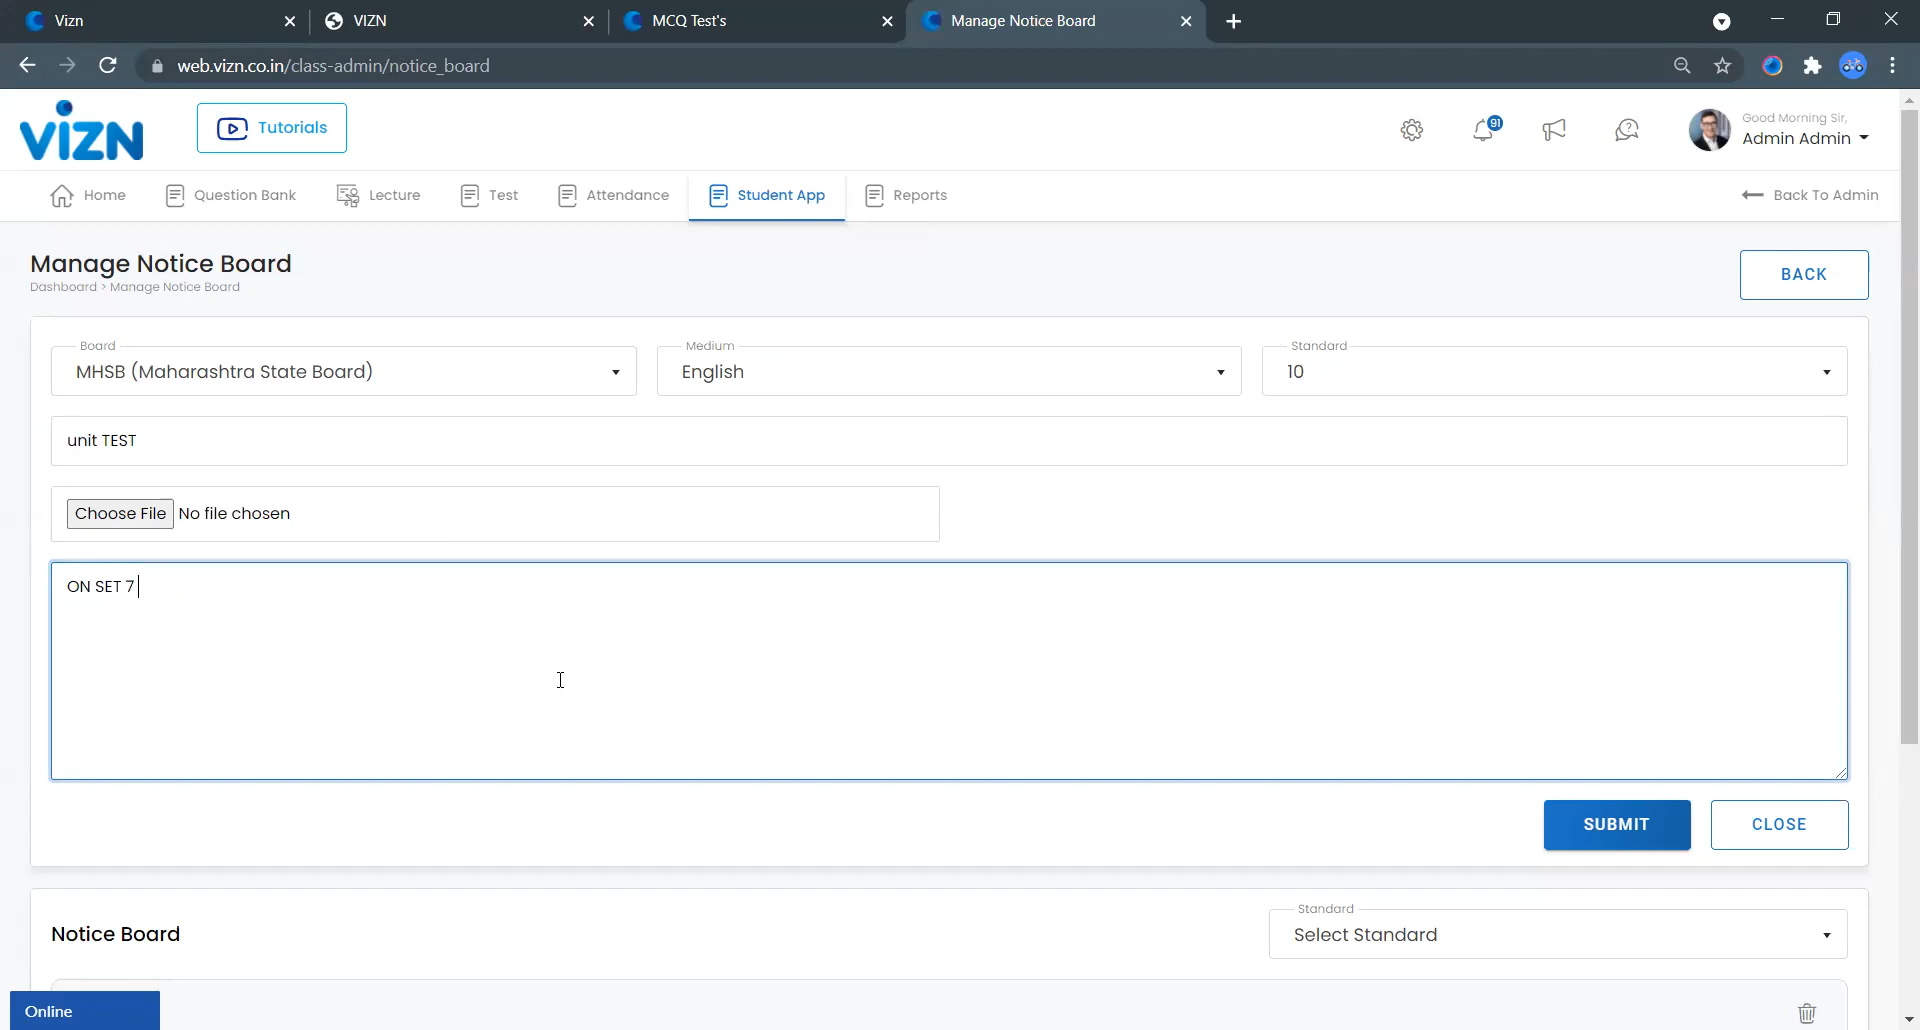 Vizn
VIZN
MCQ Test's
Manage Notice Board
web.vizn.co.in/class-admin/notice_board
VIZN
Tutorials
91
Good Morning Sir,
Admin Admin
Home
Question Bank
Lecture
Test
Attendance
Student App
Reports
Back To Admin
Manage Notice Board
Dashboard > Manage Notice Board
BACK
Board
MHSB (Maharashtra State Board)
Medium
English
Standard
10
unit TEST
Choose File No file chosen
ON SET 7
SUBMIT
CLOSE
Notice Board
Standard
Select Standard
Online